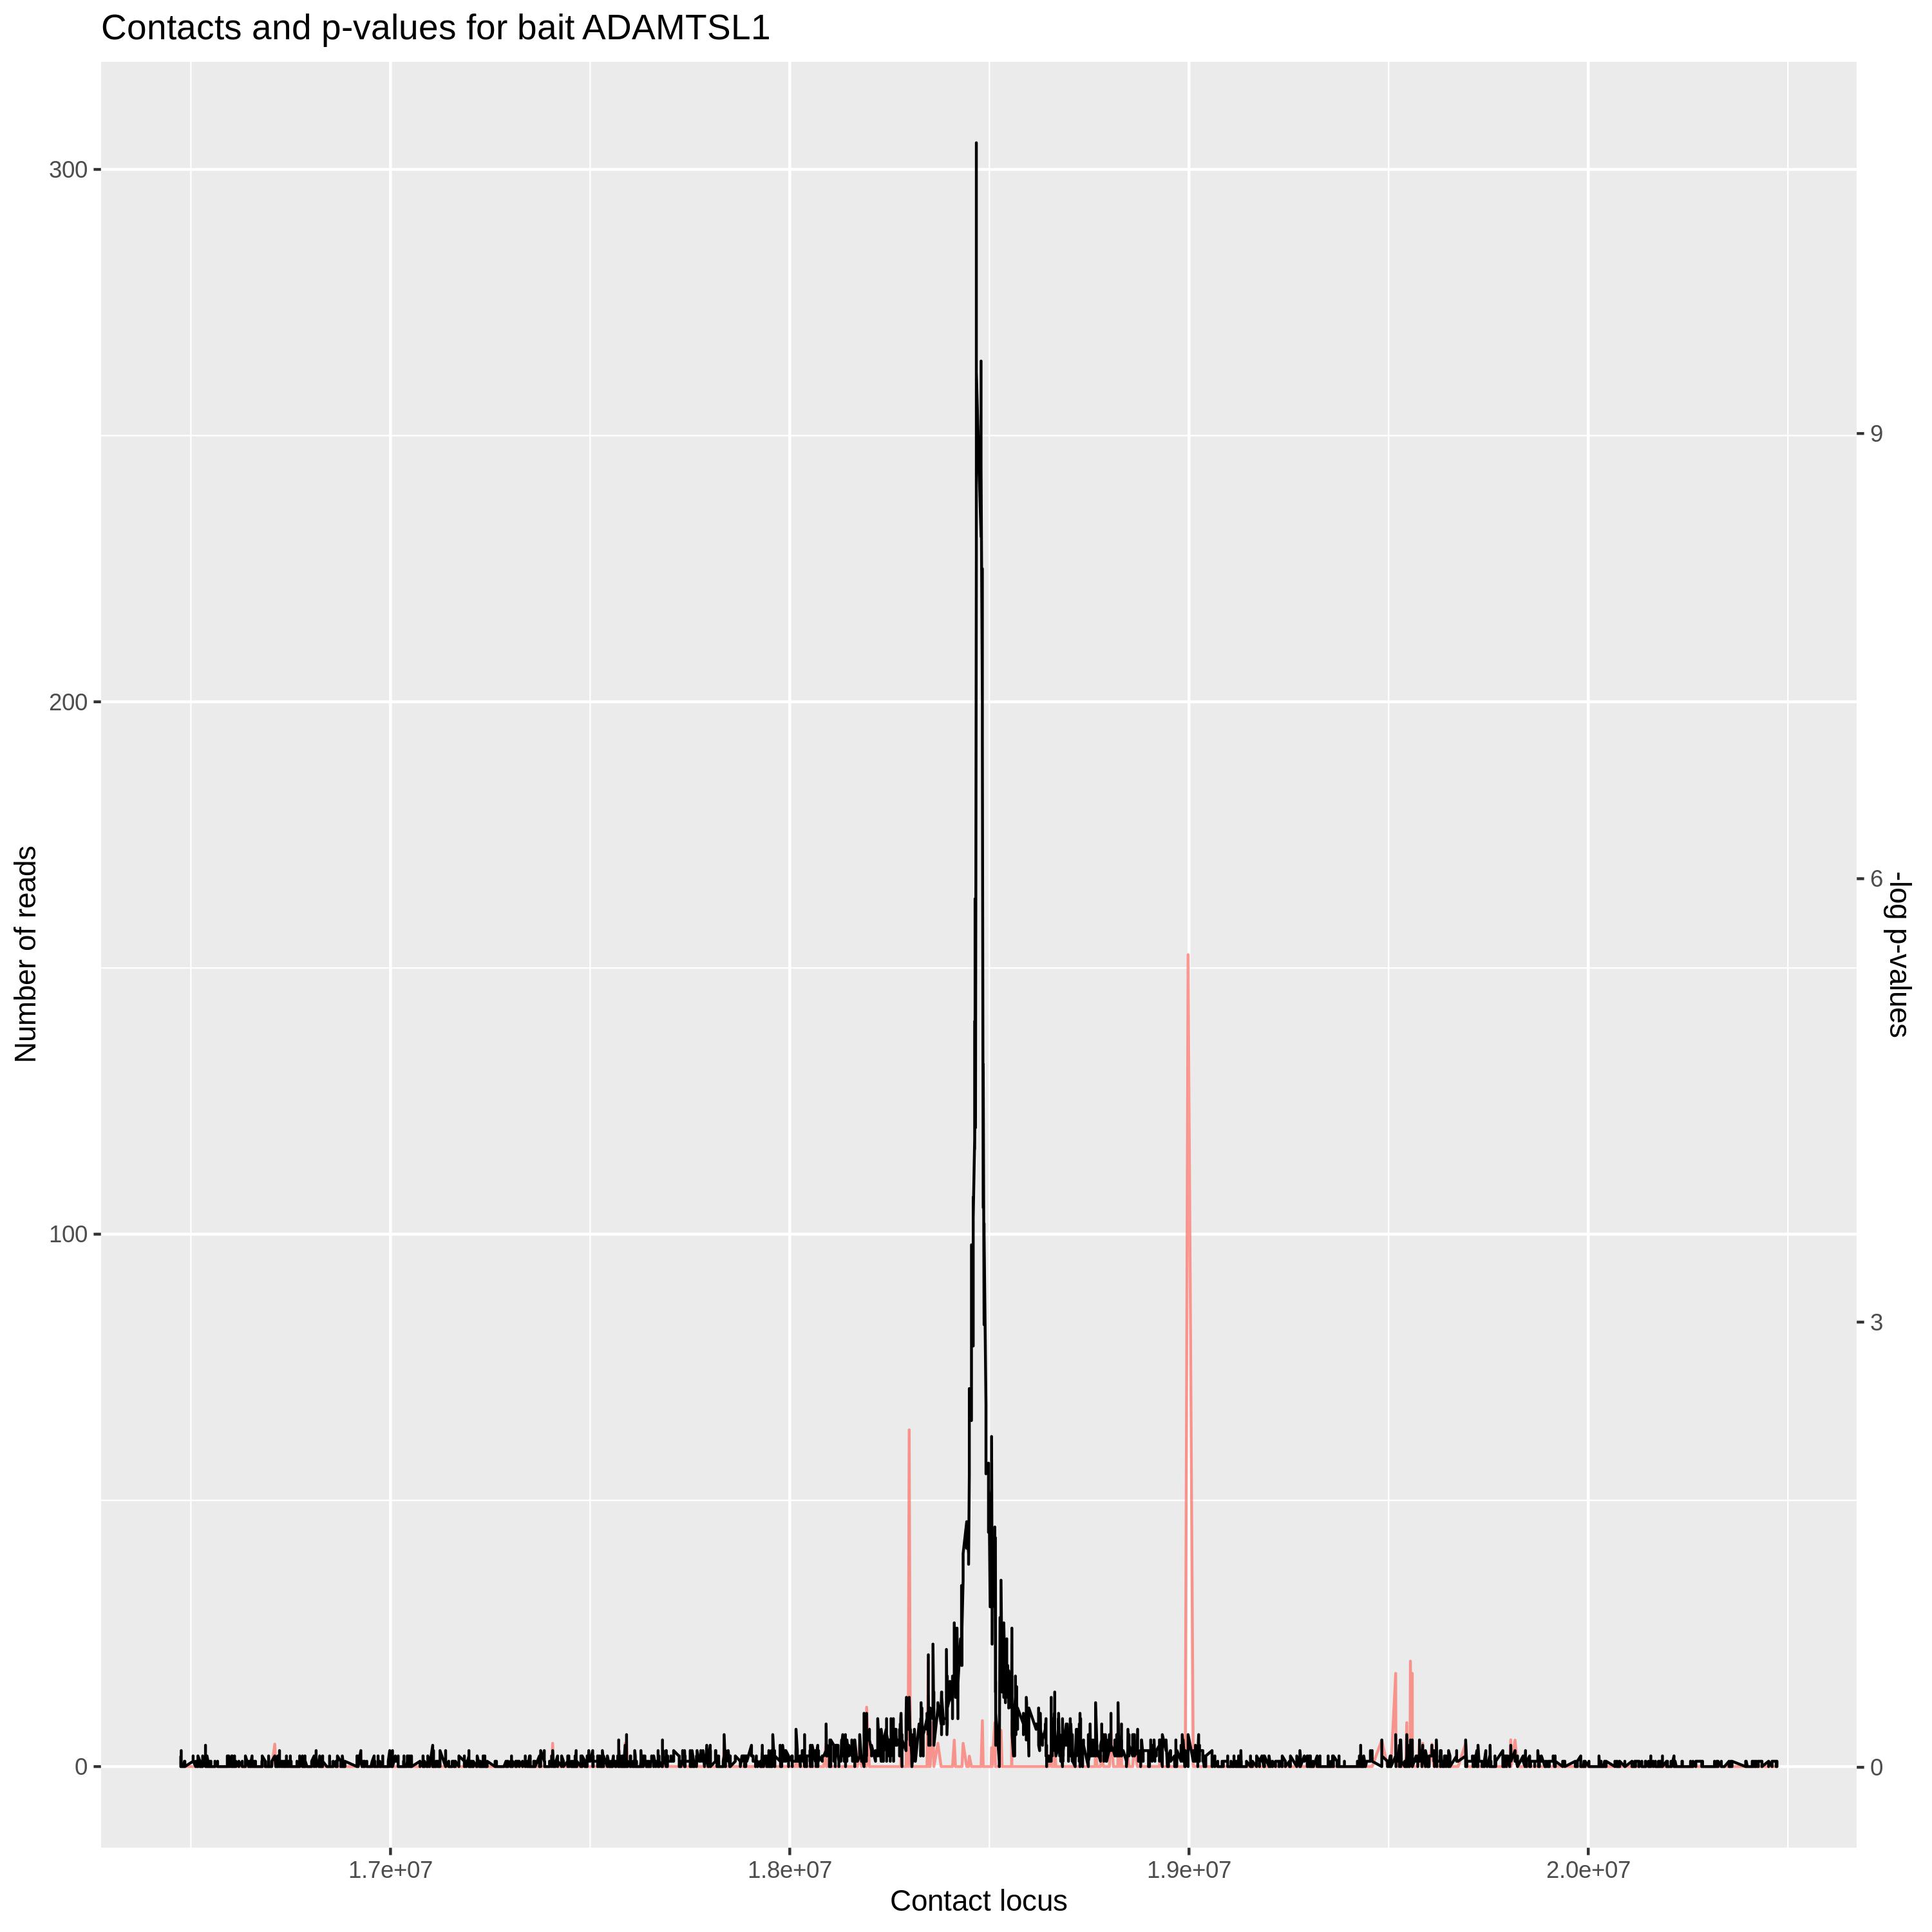 Contacts and p-values for bait ADAMTSL1
300
200
100
0
Number of reads
9
6
3
0
-log p-values
1.7e+07
1.8e+07
1.9e+07
2.0e+07
Contact locus